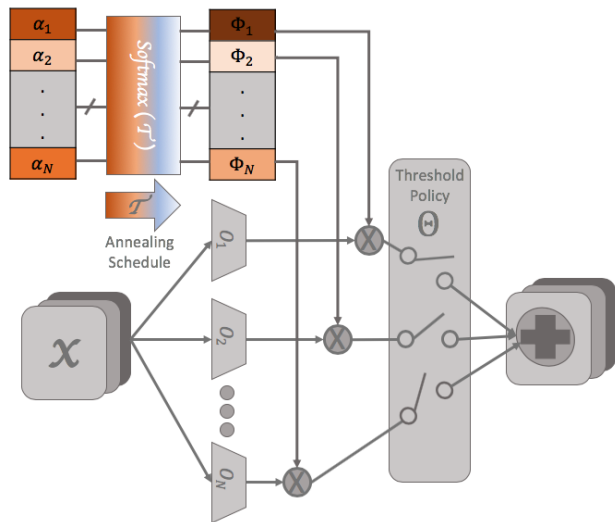 α1
α2
.
.
.
αN
Softmax (𝒯)
Φ1
Φ2
.
.
.
ΦN
𝒯
Annealing
Schedule
Threshold
Policy
Θ
O1
O2
ON
X
X
X
𝓧